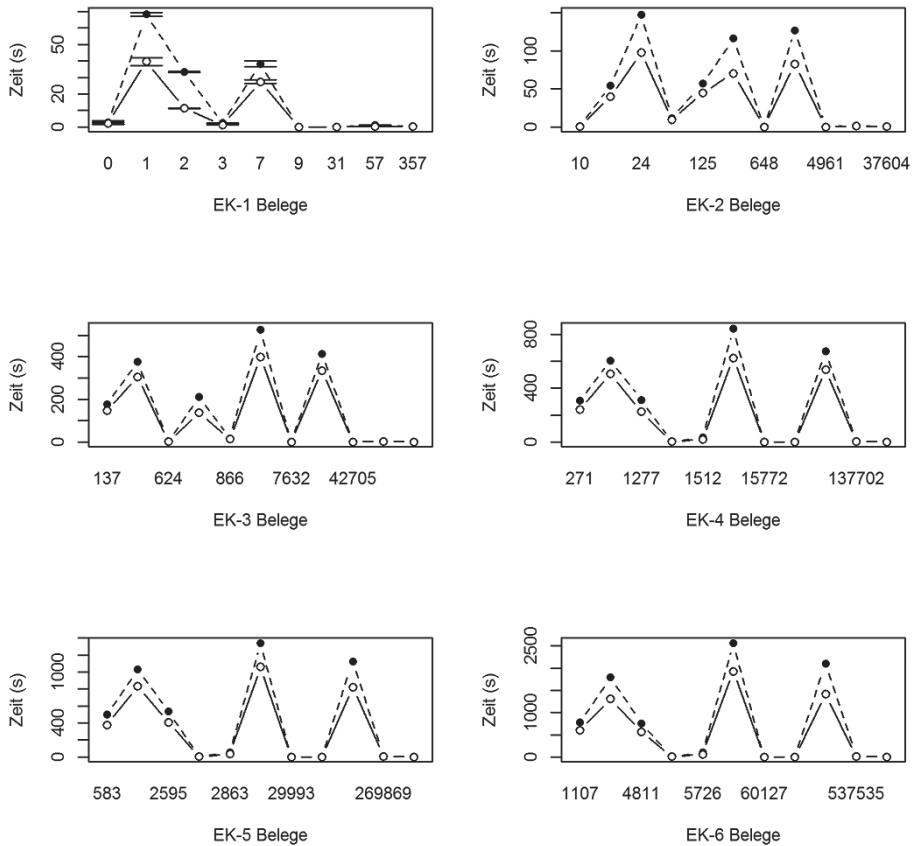 Zeit (s)
0 20 50
0 1 2 3 7 9 31 57 357
EK-1 Belege
Zeit (s)
0 50 100
10 24 125 648 4961 37604
EK-2 Belege
Zeit (s)
0 200 400
137 624 866 7632 42705
EK-3 Belege
Zeit (s)
0 400 800
271 1277 1512 15772 137702
EK-4 Belege
Zeit (s)
0 400 1000
583 2595 2863 29993 269869
EK-5 Belege
Zeit (s)
0 1000 2500
1107 4811 5726 60127 537535
EK-6 Belege